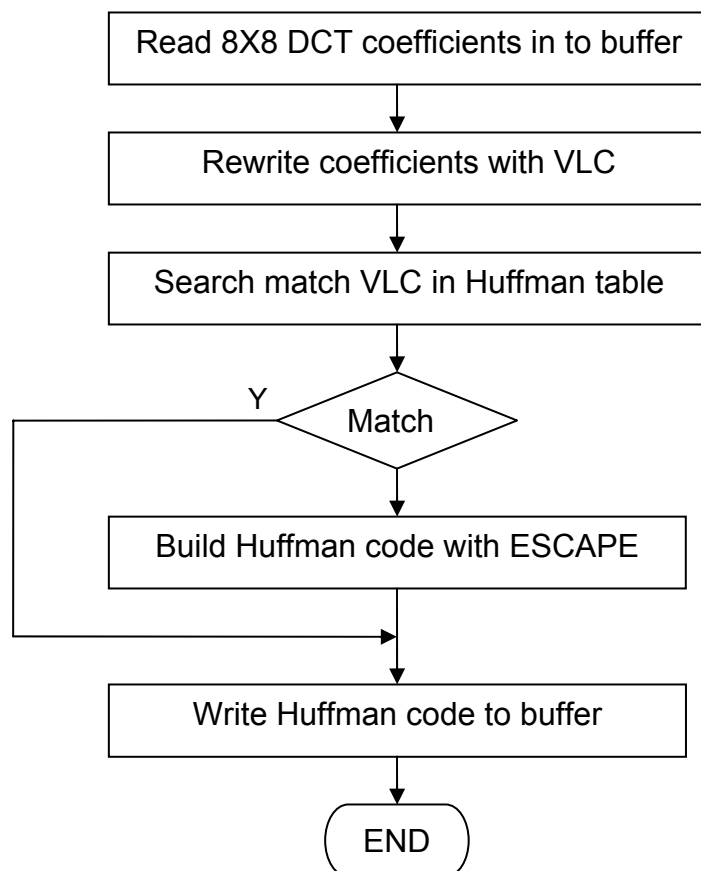 Read 8X8 DCT coefficients in to buffer
Rewrite coefficients with VLC
Search match VLC in Huffman table
Y
Match
Build Huffman code with ESCAPE
Write Huffman code to buffer
END